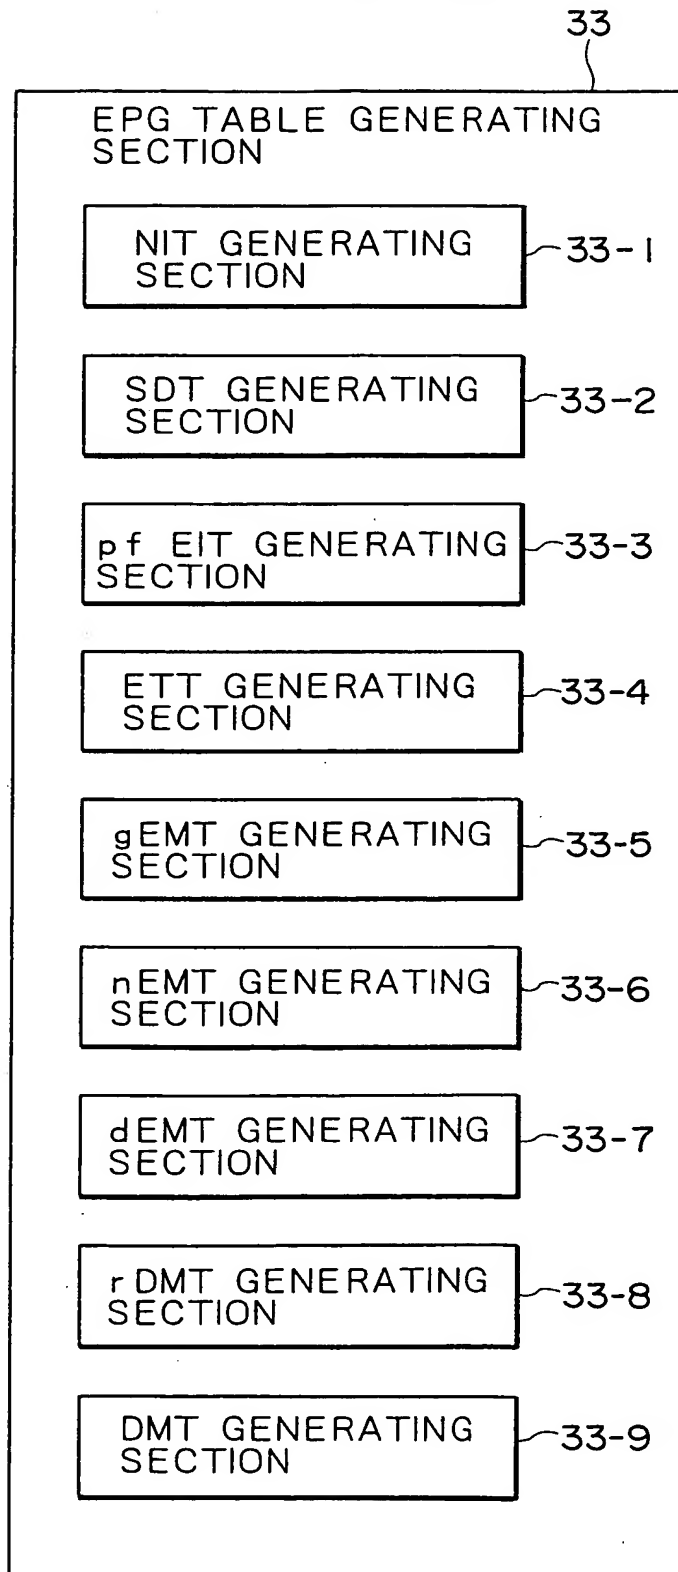 33
EPG TABLE GENERATING
SECTION
NIT GENERATING
SECTION
33-1
SDT GENERATING
SECTION
33-2
pf EIT GENERATING
SECTION
33-3
ETT GENERATING
SECTION
33-4
gEMT GENERATING
SECTION
33-5
nEMT GENERATING
SECTION
33-6
dEMT GENERATING
SECTION
33-7
rDMT GENERATING
SECTION
33-8
DMT GENERATING
SECTION
33-9